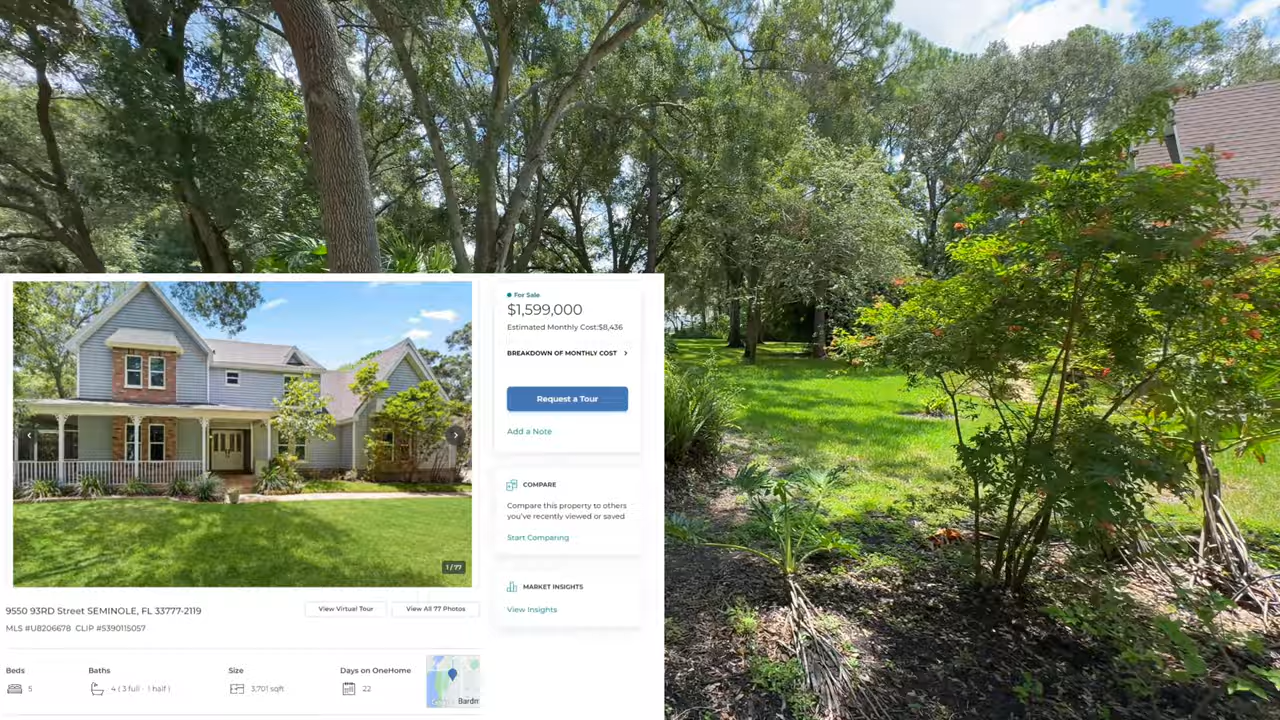 For Sale
$1,599,000
Estimated Monthly Cost:$8,436
BREAKDOWN OF MONTHLY COST >
Request a Tour
Add a Note
COMPARE
Compare this property to others
you've recently viewed or saved
Start Comparing
MARKET INSIGHTS
View Insights
1 / 77
9550 93RD Street SEMINOLE, FL 33777-2119
View Virtual Tour
View All 77 Photos
MLS #U8206678 CLIP #5390115057
Beds
Baths
Size
Days on OneHome
5
4 ( 3 full · 1 half )
3,701 sqft
22
Bardm